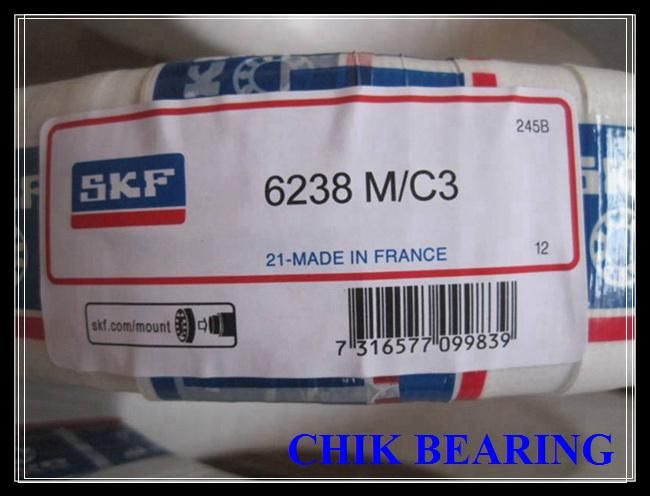 245B
SKF
6238 M/C3
21-MADE IN FRANCE
12
skf.com/mount
7 316577 099839
CHIK BEARING